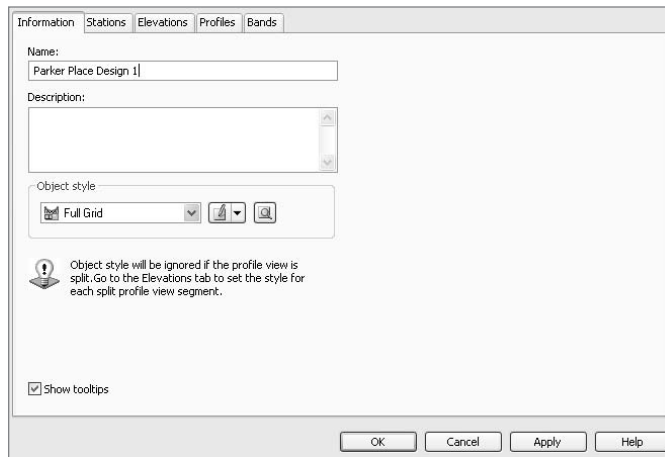 Information Stations Elevations Profiles Bands
Name:
Parker Place Design 1
Description:
Object style
Full Grid
Object style will be ignored if the profile view is
split.Go to the Elevations tab to set the style for
each split profile view segment.
Show tooltips
OK Cancel Apply Help